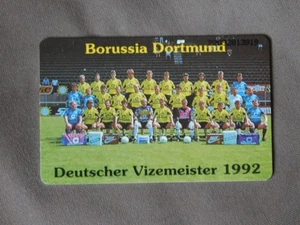 Borussia Dortmund
Deutscher Vizemeister 1992